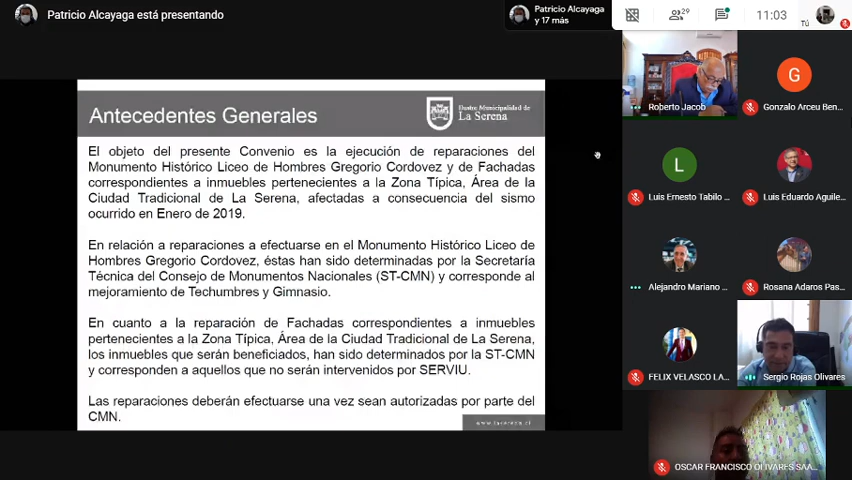 Patricio Alcayaga está presentando
Patricio Alcayaga
y 17 más
29
11:03
Tú
Antecedentes Generales
Ilustre Municipalidad de
La Serena
El objeto del presente Convenio es la ejecución de reparaciones del
Monumento Histórico Liceo de Hombres Gregorio Cordovez y de Fachadas
correspondientes a inmuebles pertenecientes a la Zona Típica, Área de la
Ciudad Tradicional de La Serena, afectadas a consecuencia del sismo
ocurrido en Enero de 2019.
En relación a reparaciones a efectuarse en el Monumento Histórico Liceo de
Hombres Gregorio Cordovez, éstas han sido determinadas por la Secretaría
Técnica del Consejo de Monumentos Nacionales (ST-CMN) y corresponde al
mejoramiento de Techumbres y Gimnasio.
En cuanto a la reparación de Fachadas correspondientes a inmuebles
pertenecientes a la Zona Típica, Área de la Ciudad Tradicional de La Serena,
los inmuebles que serán beneficiados, han sido determinados por la ST-CMN
y corresponden a aquellos que no serán intervenidos por SERVIU.
Las reparaciones deberán efectuarse una vez sean autorizadas por parte del
CMN.
www.laserena.cl
Roberto Jacob
G
Gonzalo Arceu Ben...
L
Luis Ernesto Tabilo ...
Luis Eduardo Aguile...
Alejandro Mariano ...
Rosana Adaros Pas...
FELIX VELASCO LA...
Sergio Rojas Olivares
OSCAR FRANCISCO OLIVARES SAA...